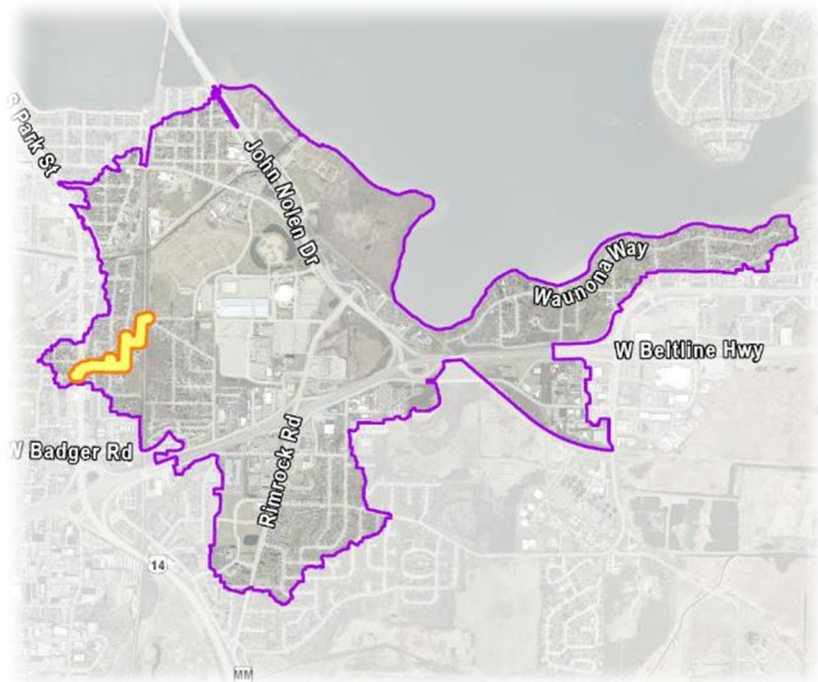 S Park St
John Nolen Dr
Waunona Way
W Beltline Hwy
W Badger Rd
Rimrock Rd
14
MM